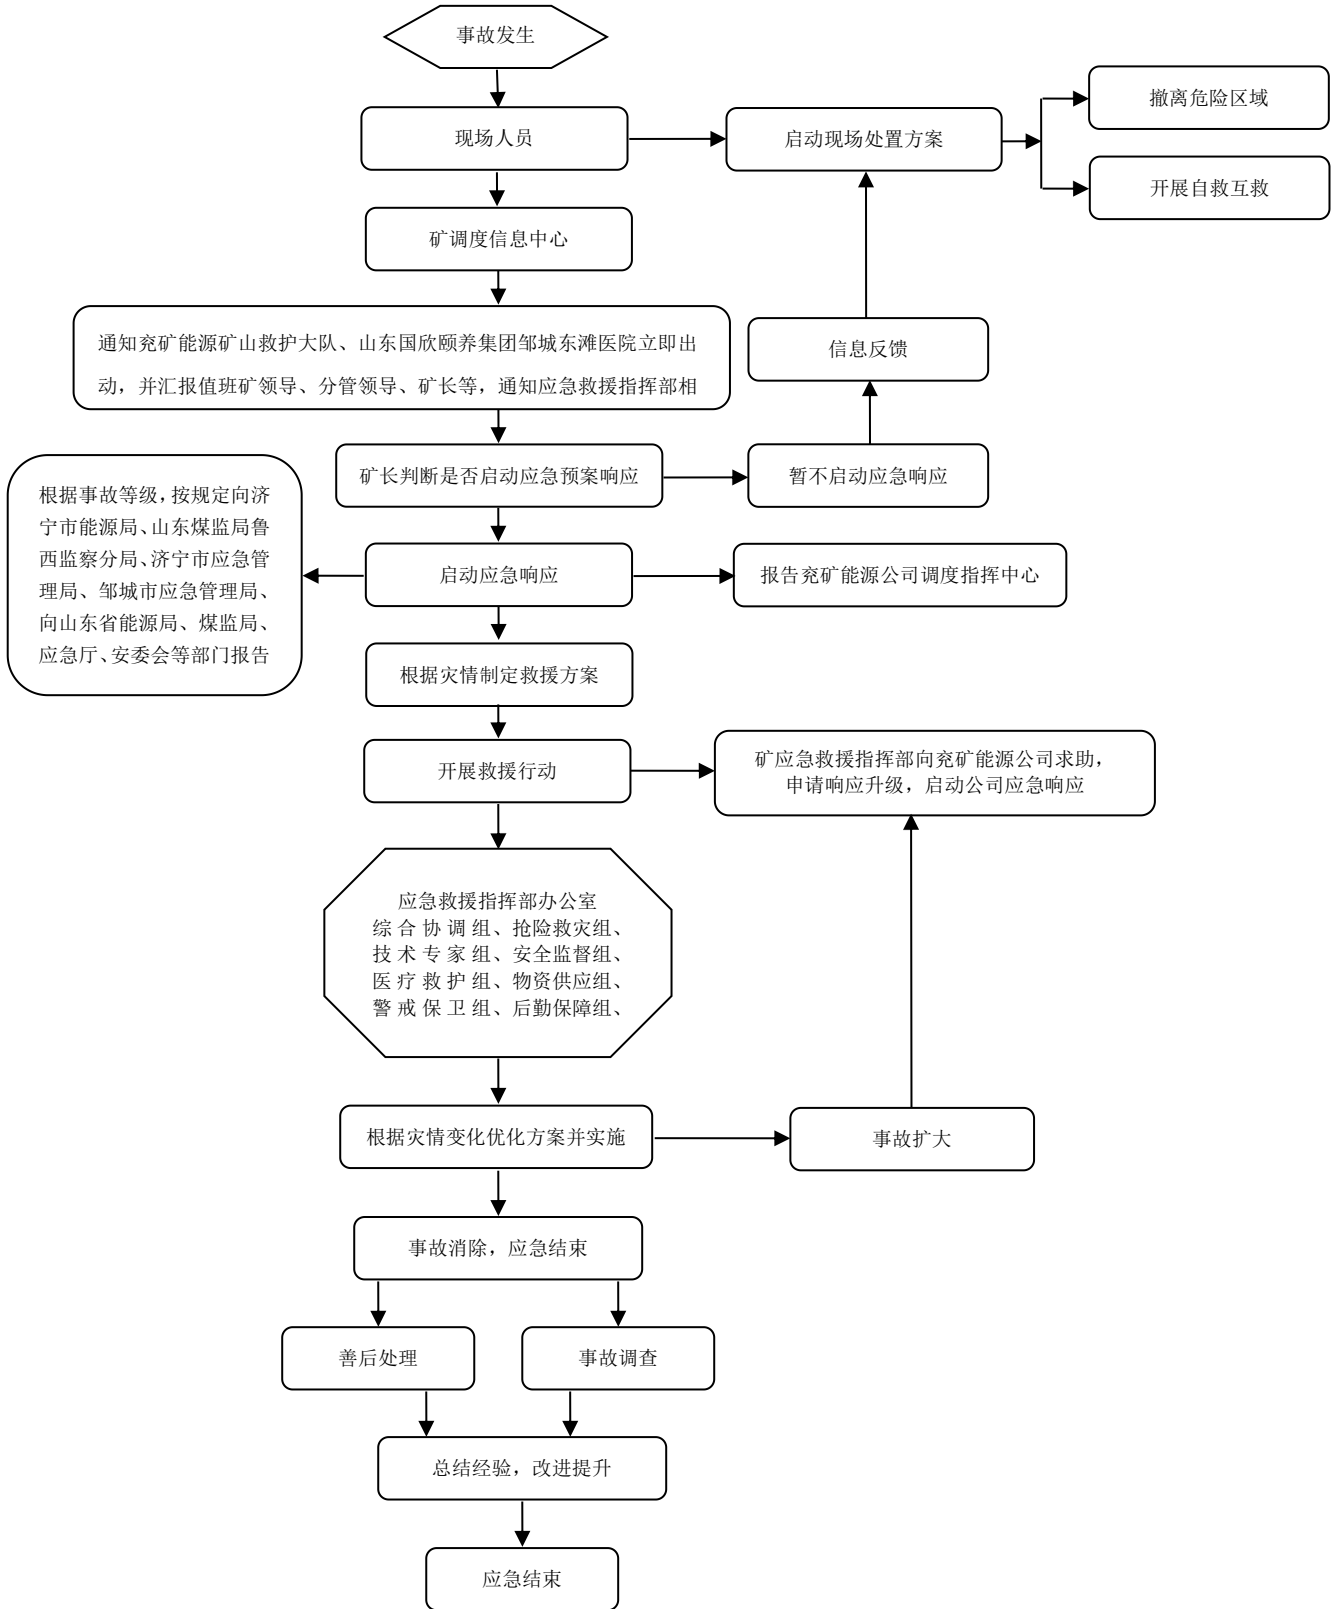 事故发生
现场人员
启动现场处置方案
撤离危险区域
开展自救互救
矿调度信息中心
通知兖矿能源矿山救护大队、山东国欣颐养集团邹城东滩医院立即出
动，并汇报值班矿领导、分管领导、矿长等，通知应急救援指挥部相
信息反馈
矿长判断是否启动应急预案响应
暂不启动应急响应
根据事故等级，按规定向济
宁市能源局、山东煤监局鲁
西监察分局、济宁市应急管
理局、邹城市应急管理局、
向山东省能源局、煤监局、
应急厅、安委会等部门报告
启动应急响应
报告兖矿能源公司调度指挥中心
根据灾情制定救援方案
开展救援行动
矿应急救援指挥部向兖矿能源公司求助，
申请响应升级，启动公司应急响应
应急救援指挥部办公室
综合协调组、抢险救灾组、
技术专家组、安全监督组、
医疗救护组、物资供应组、
警戒保卫组、后勤保障组、
根据灾情变化优化方案并实施
事故扩大
事故消除，应急结束
善后处理
事故调查
总结经验，改进提升
应急结束